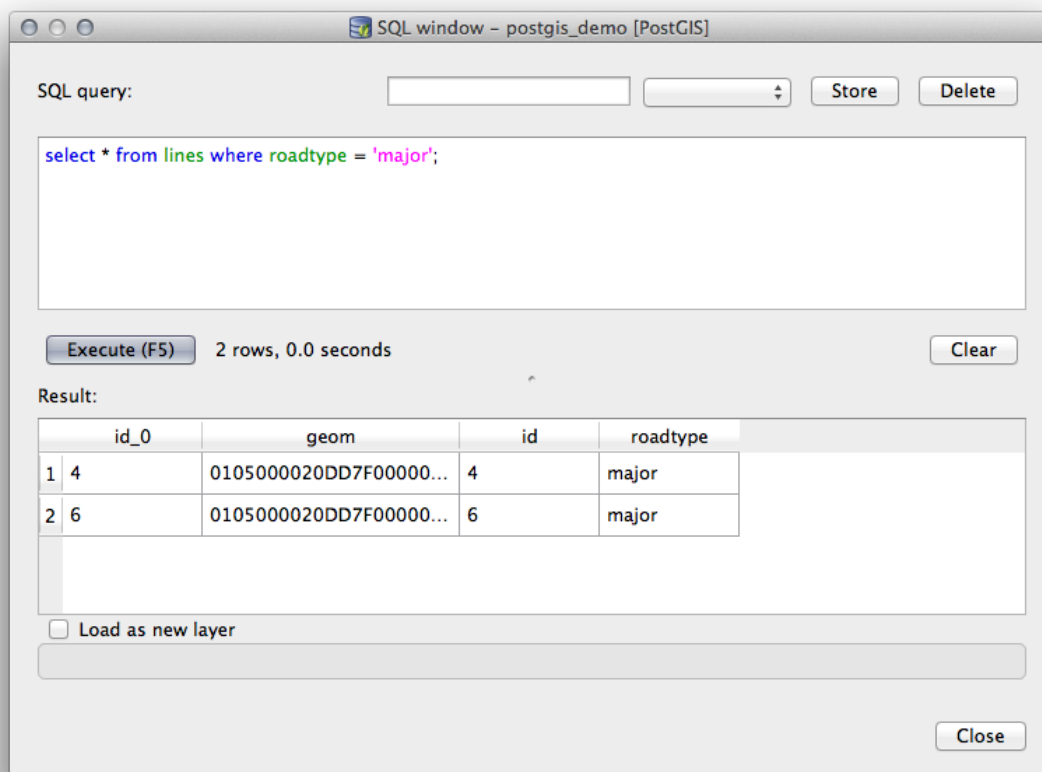 SQL window – postgis_demo [PostGIS]
SQL query:
Store
Delete
select * from lines where roadtype = 'major';
Execute (F5)
2 rows, 0.0 seconds
Clear
Result:
id_0 geom id roadtype
1 4 0105000020DD7F00000... 4 major
2 6 0105000020DD7F00000... 6 major
Load as new layer
Close